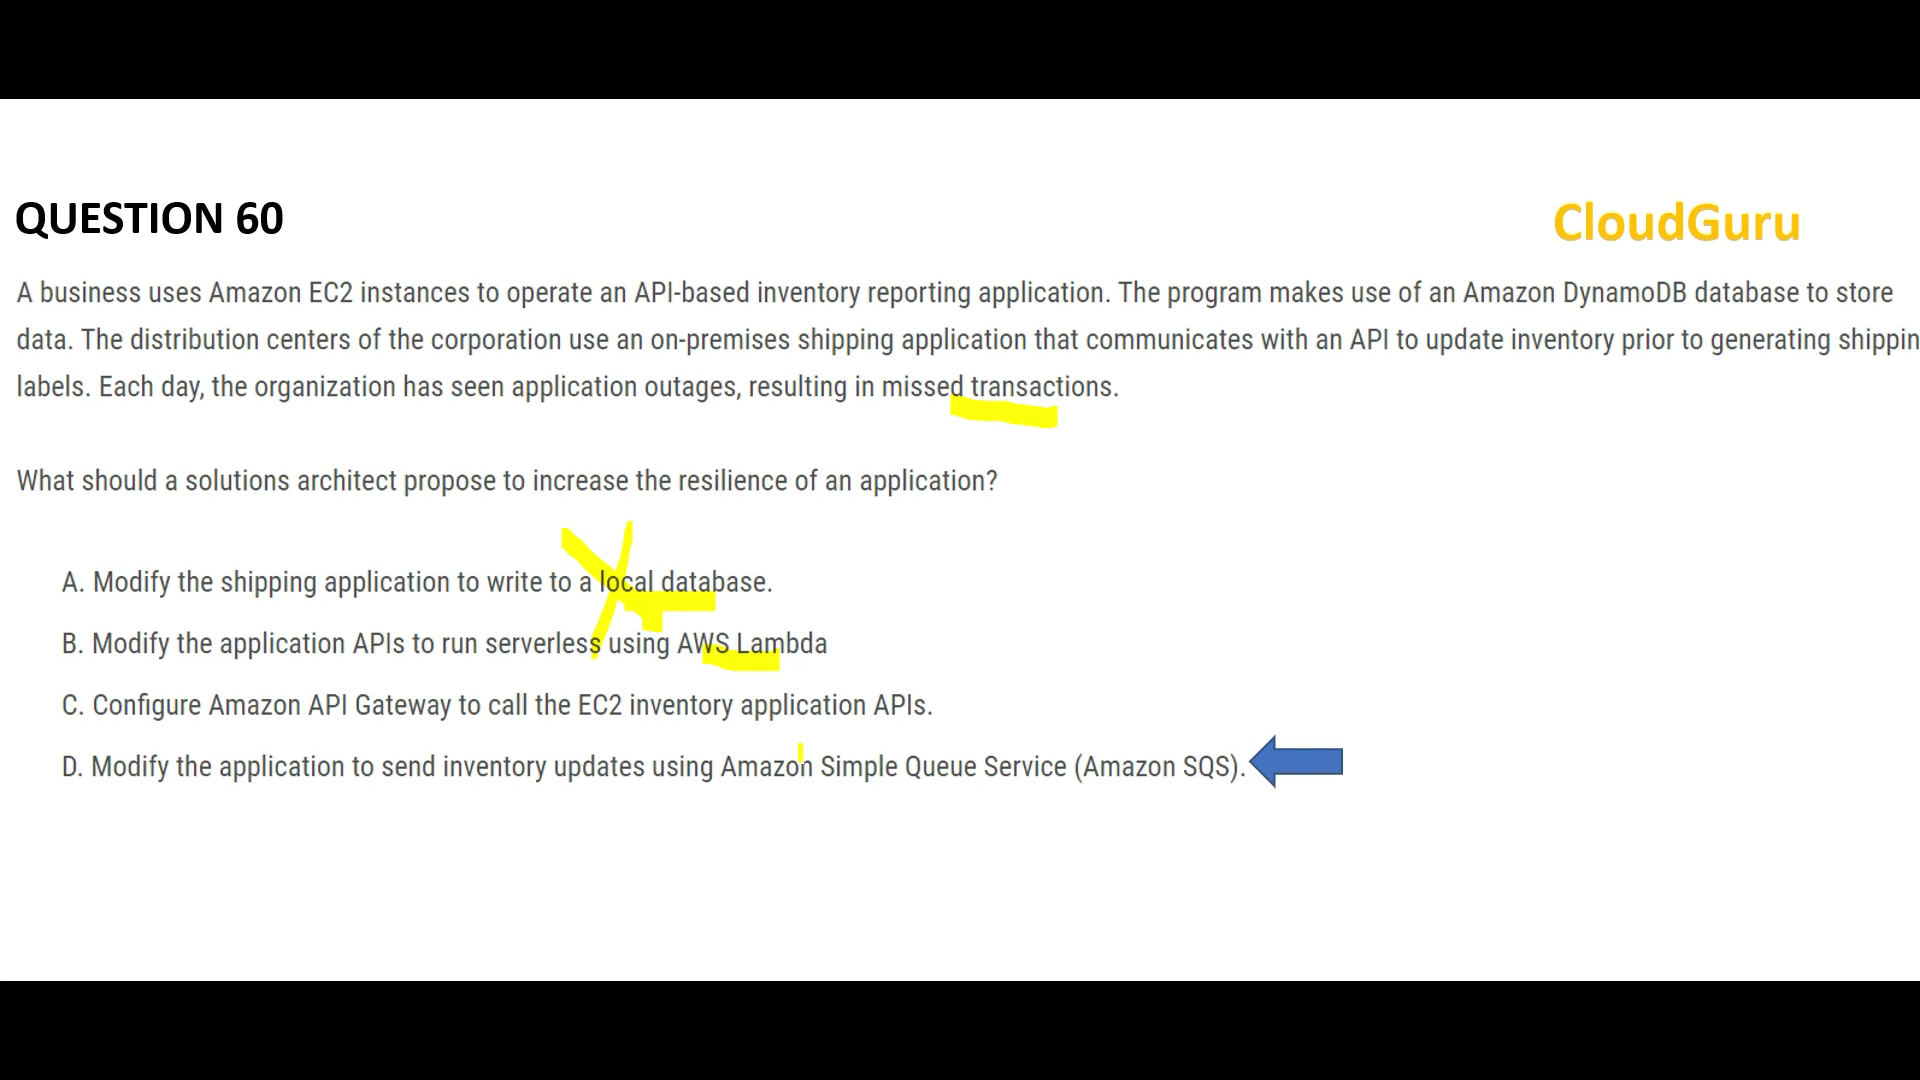 QUESTION 60
CloudGuru
A business uses Amazon EC2 instances to operate an API-based inventory reporting application. The program makes use of an Amazon DynamoDB database to store
data. The distribution centers of the corporation use an on-premises shipping application that communicates with an API to update inventory prior to generating shippin
labels. Each day, the organization has seen application outages, resulting in missed transactions.
What should a solutions architect propose to increase the resilience of an application?
A. Modify the shipping application to write to a local database.
B. Modify the application APIs to run serverless using AWS Lambda
C. Configure Amazon API Gateway to call the EC2 inventory application APIs.
D. Modify the application to send inventory updates using Amazon Simple Queue Service (Amazon SQS).